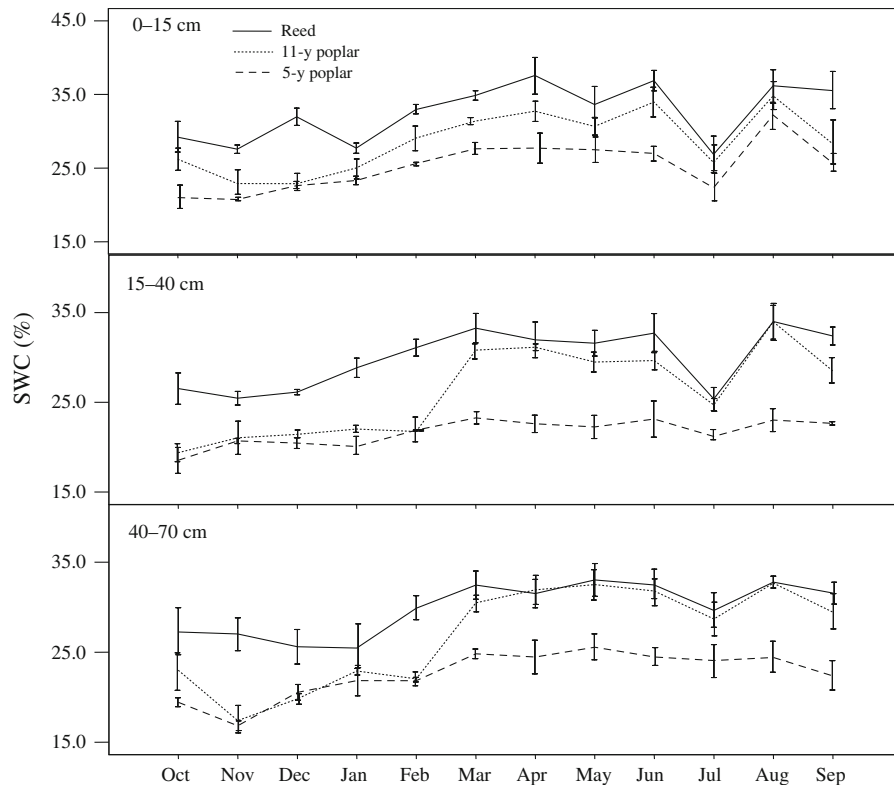 45.0
0–15 cm
Reed
11-y poplar
5-y poplar
35.0
25.0
15.0
15–40 cm
35.0
25.0
15.0
SWC (%)
40–70 cm
35.0
25.0
15.0
Oct Nov Dec Jan Feb Mar Apr May Jun Jul Aug Sep